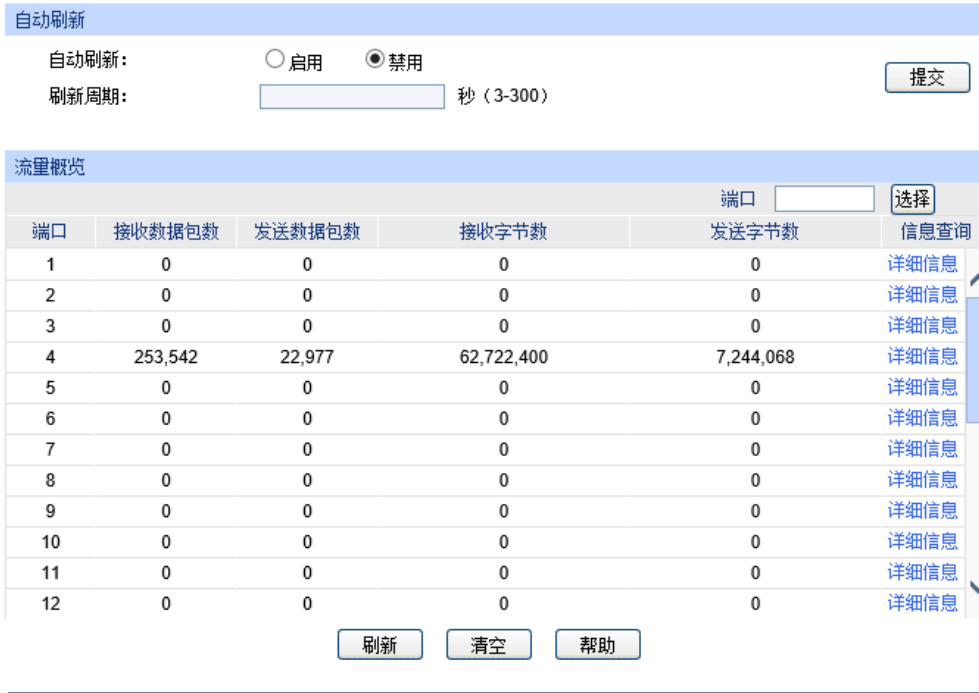 自动刷新
自动刷新： 启用 禁用
提交
刷新周期： 秒（3-300）
流量概览
端口 选择
端口 接收数据包数 发送数据包数 接收字节数 发送字节数 信息查询
1 0 0 0 0 详细信息
2 0 0 0 0 详细信息
3 0 0 0 0 详细信息
4 253,542 22,977 62,722,400 7,244,068 详细信息
5 0 0 0 0 详细信息
6 0 0 0 0 详细信息
7 0 0 0 0 详细信息
8 0 0 0 0 详细信息
9 0 0 0 0 详细信息
10 0 0 0 0 详细信息
11 0 0 0 0 详细信息
12 0 0 0 0 详细信息
刷新 清空 帮助